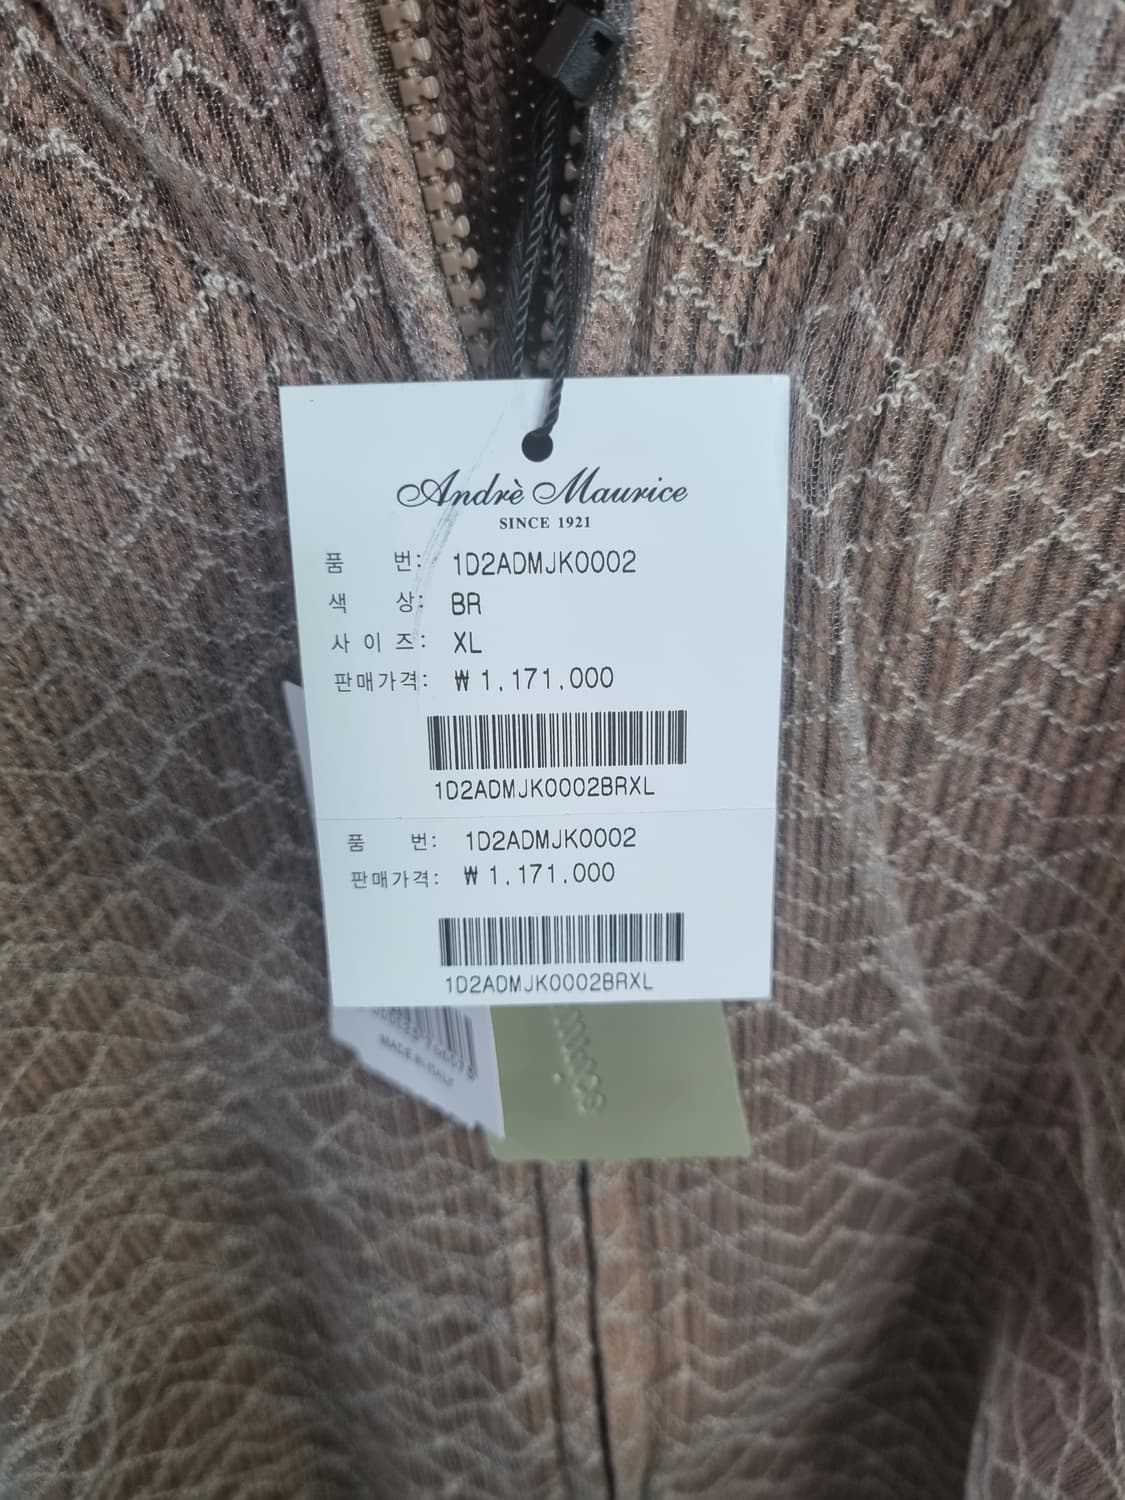 Andrè Maurice
SINCE 1921
품 번: 1D2ADMJK0002
색 상: BR
사이즈: XL
판매가격: ₩ 1,171,000
1D2ADMJK0002BRXL
품 번: 1D2ADMJK0002
판매가격: ₩ 1,171,000
1D2ADMJK0002BRXL
MADE IN ITALY